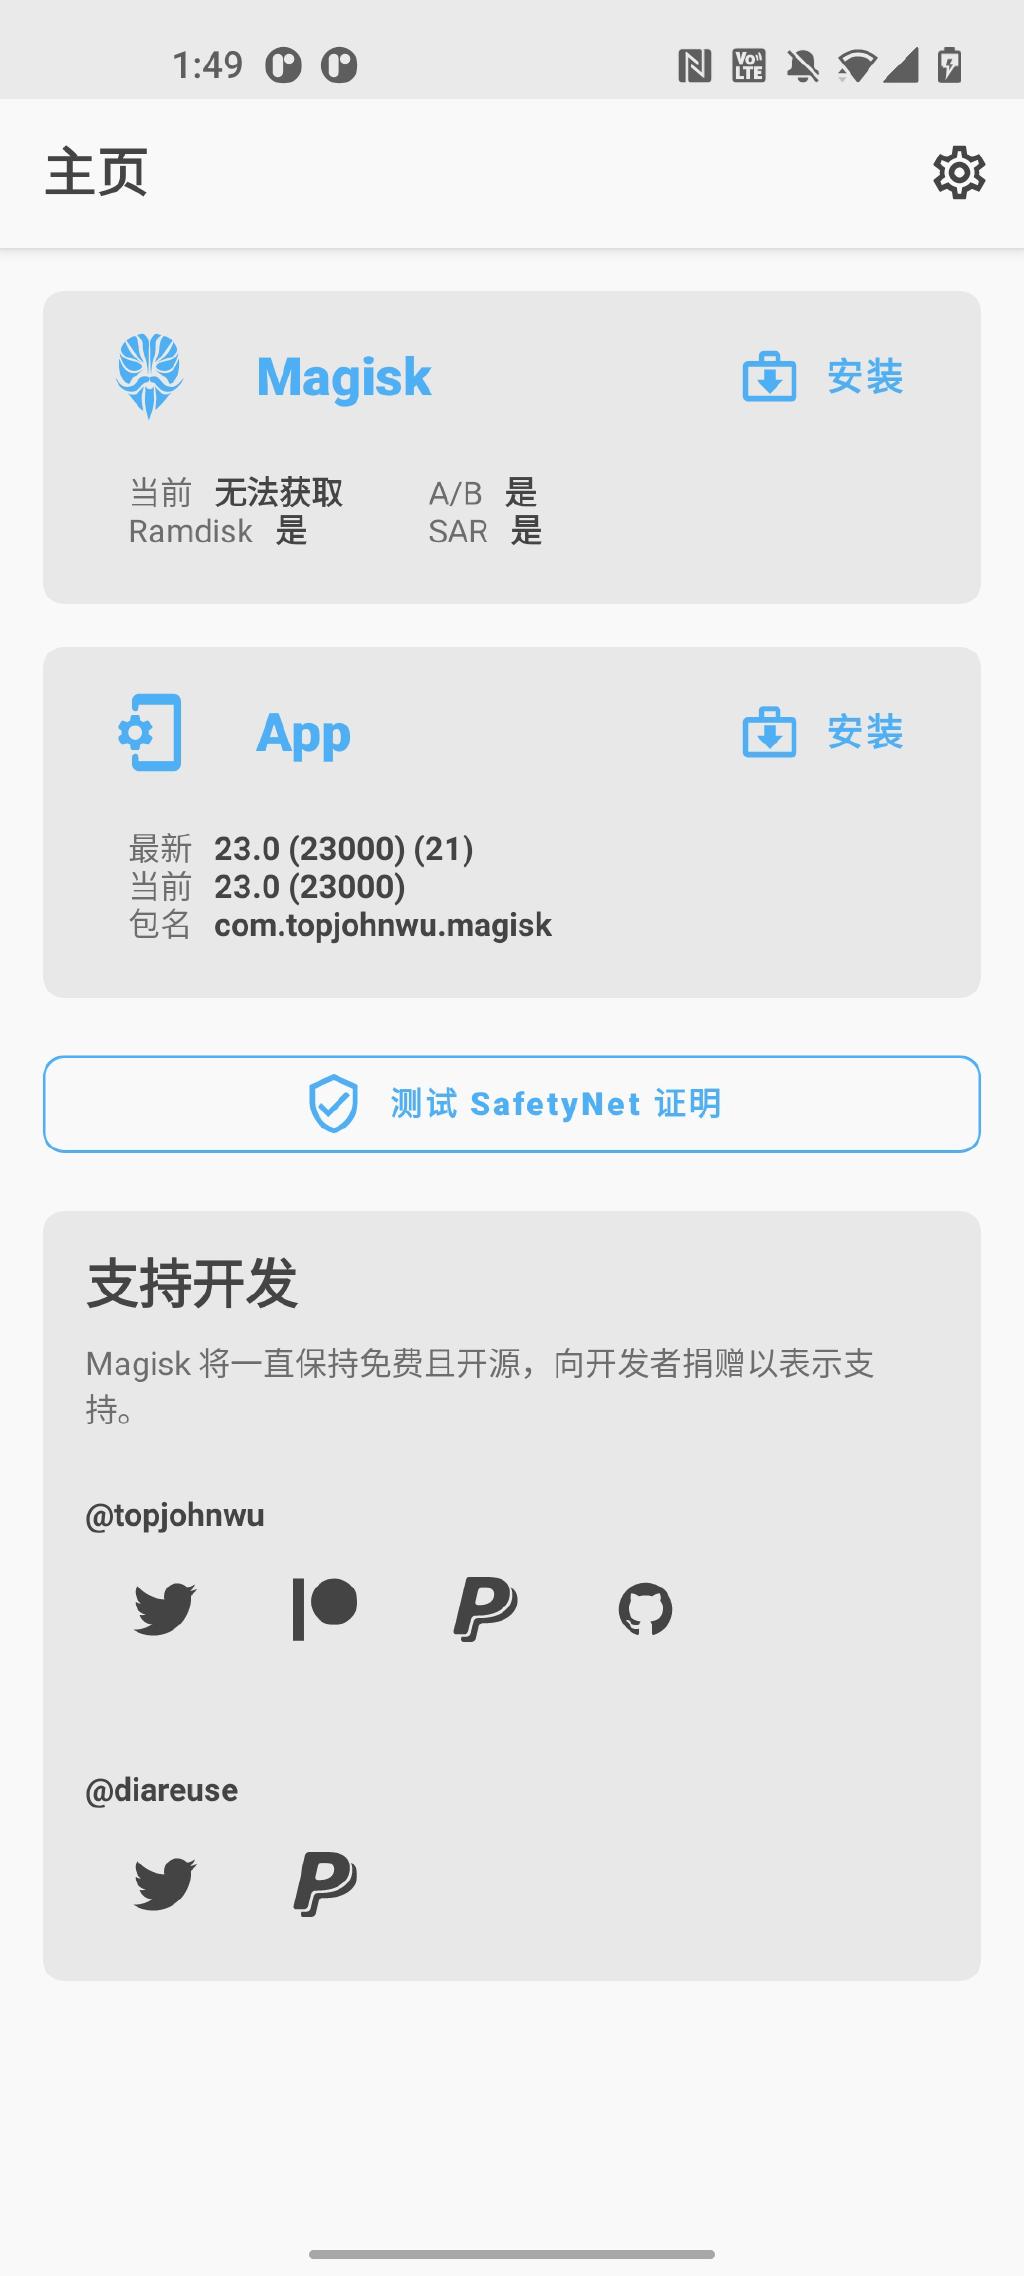 1:49
主页
Magisk 安装
当前 无法获取 A/B 是
Ramdisk 是 SAR 是
App 安装
最新 23.0 (23000) (21)
当前 23.0 (23000)
包名 com.topjohnwu.magisk
测试 SafetyNet 证明
支持开发
Magisk 将一直保持免费且开源，向开发者捐赠以表示支
持。
@topjohnwu
@diareuse